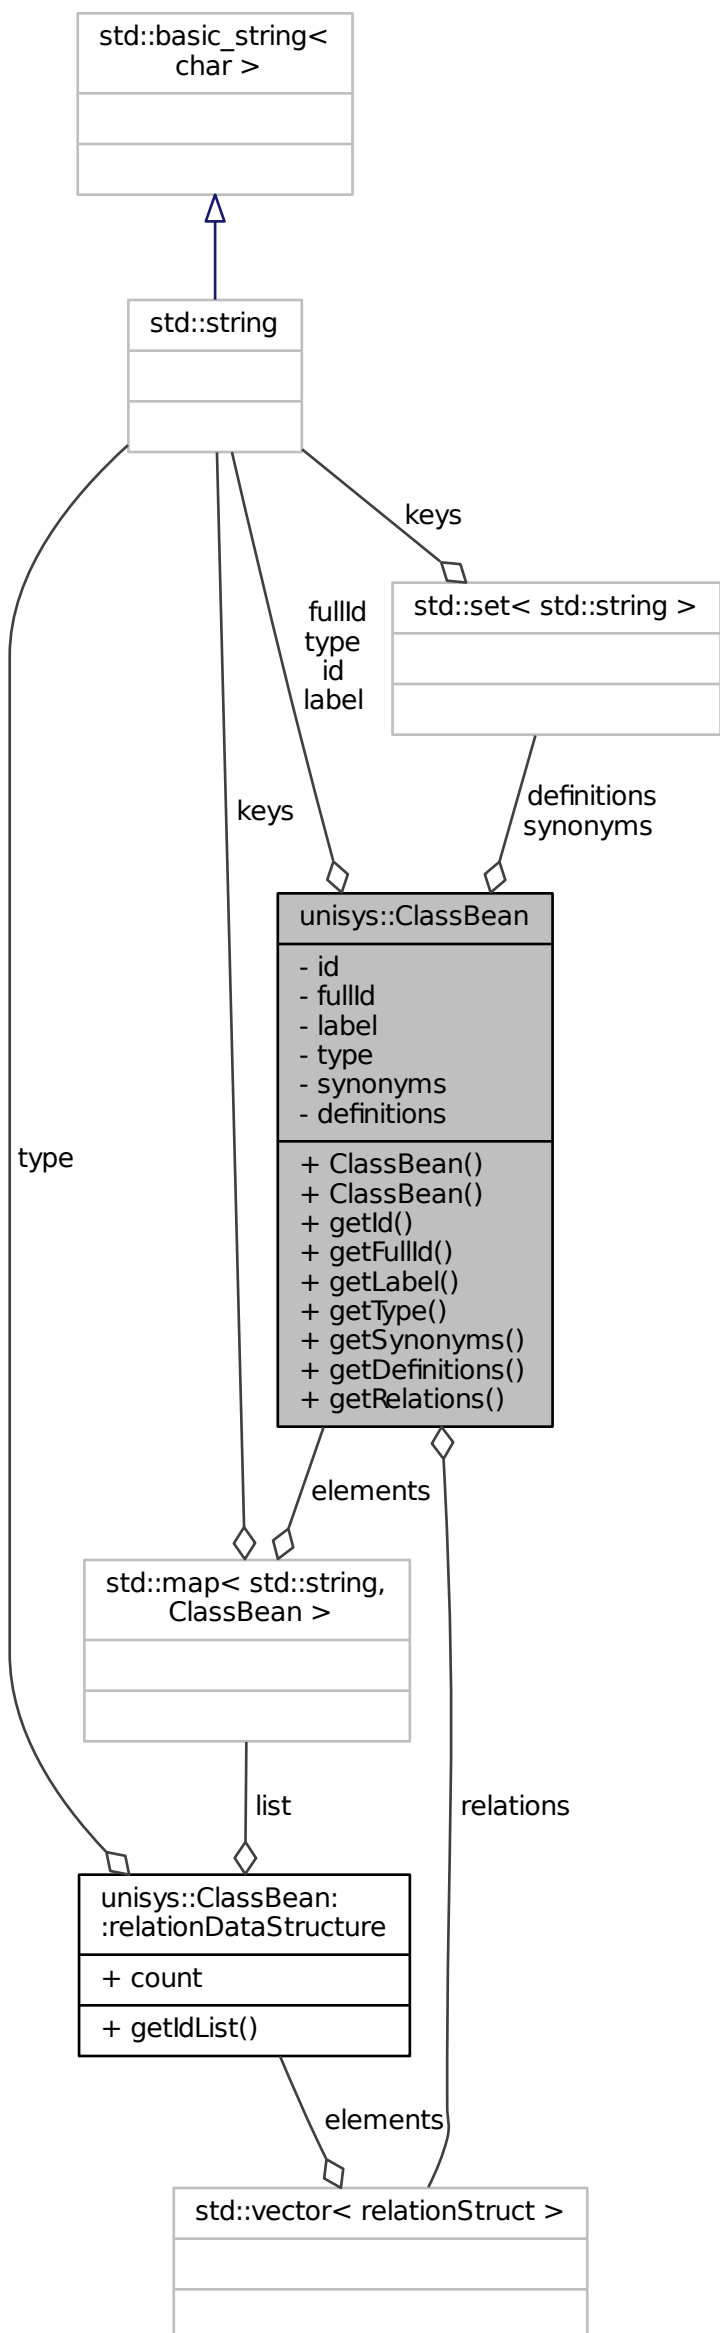 std::basic_string<
char >
std::string
keys
std::set< std::string >
fullId
type
id
label
keys
definitions
synonyms
unisys::ClassBean
- id
- fullId
- label
- type
- synonyms
- definitions
+ ClassBean()
+ ClassBean()
+ getId()
+ getFullId()
+ getLabel()
+ getType()
+ getSynonyms()
+ getDefinitions()
+ getRelations()
type
elements
std::map< std::string,
ClassBean >
list
relations
unisys::ClassBean:
:relationDataStructure
+ count
+ getIdList()
elements
std::vector< relationStruct >